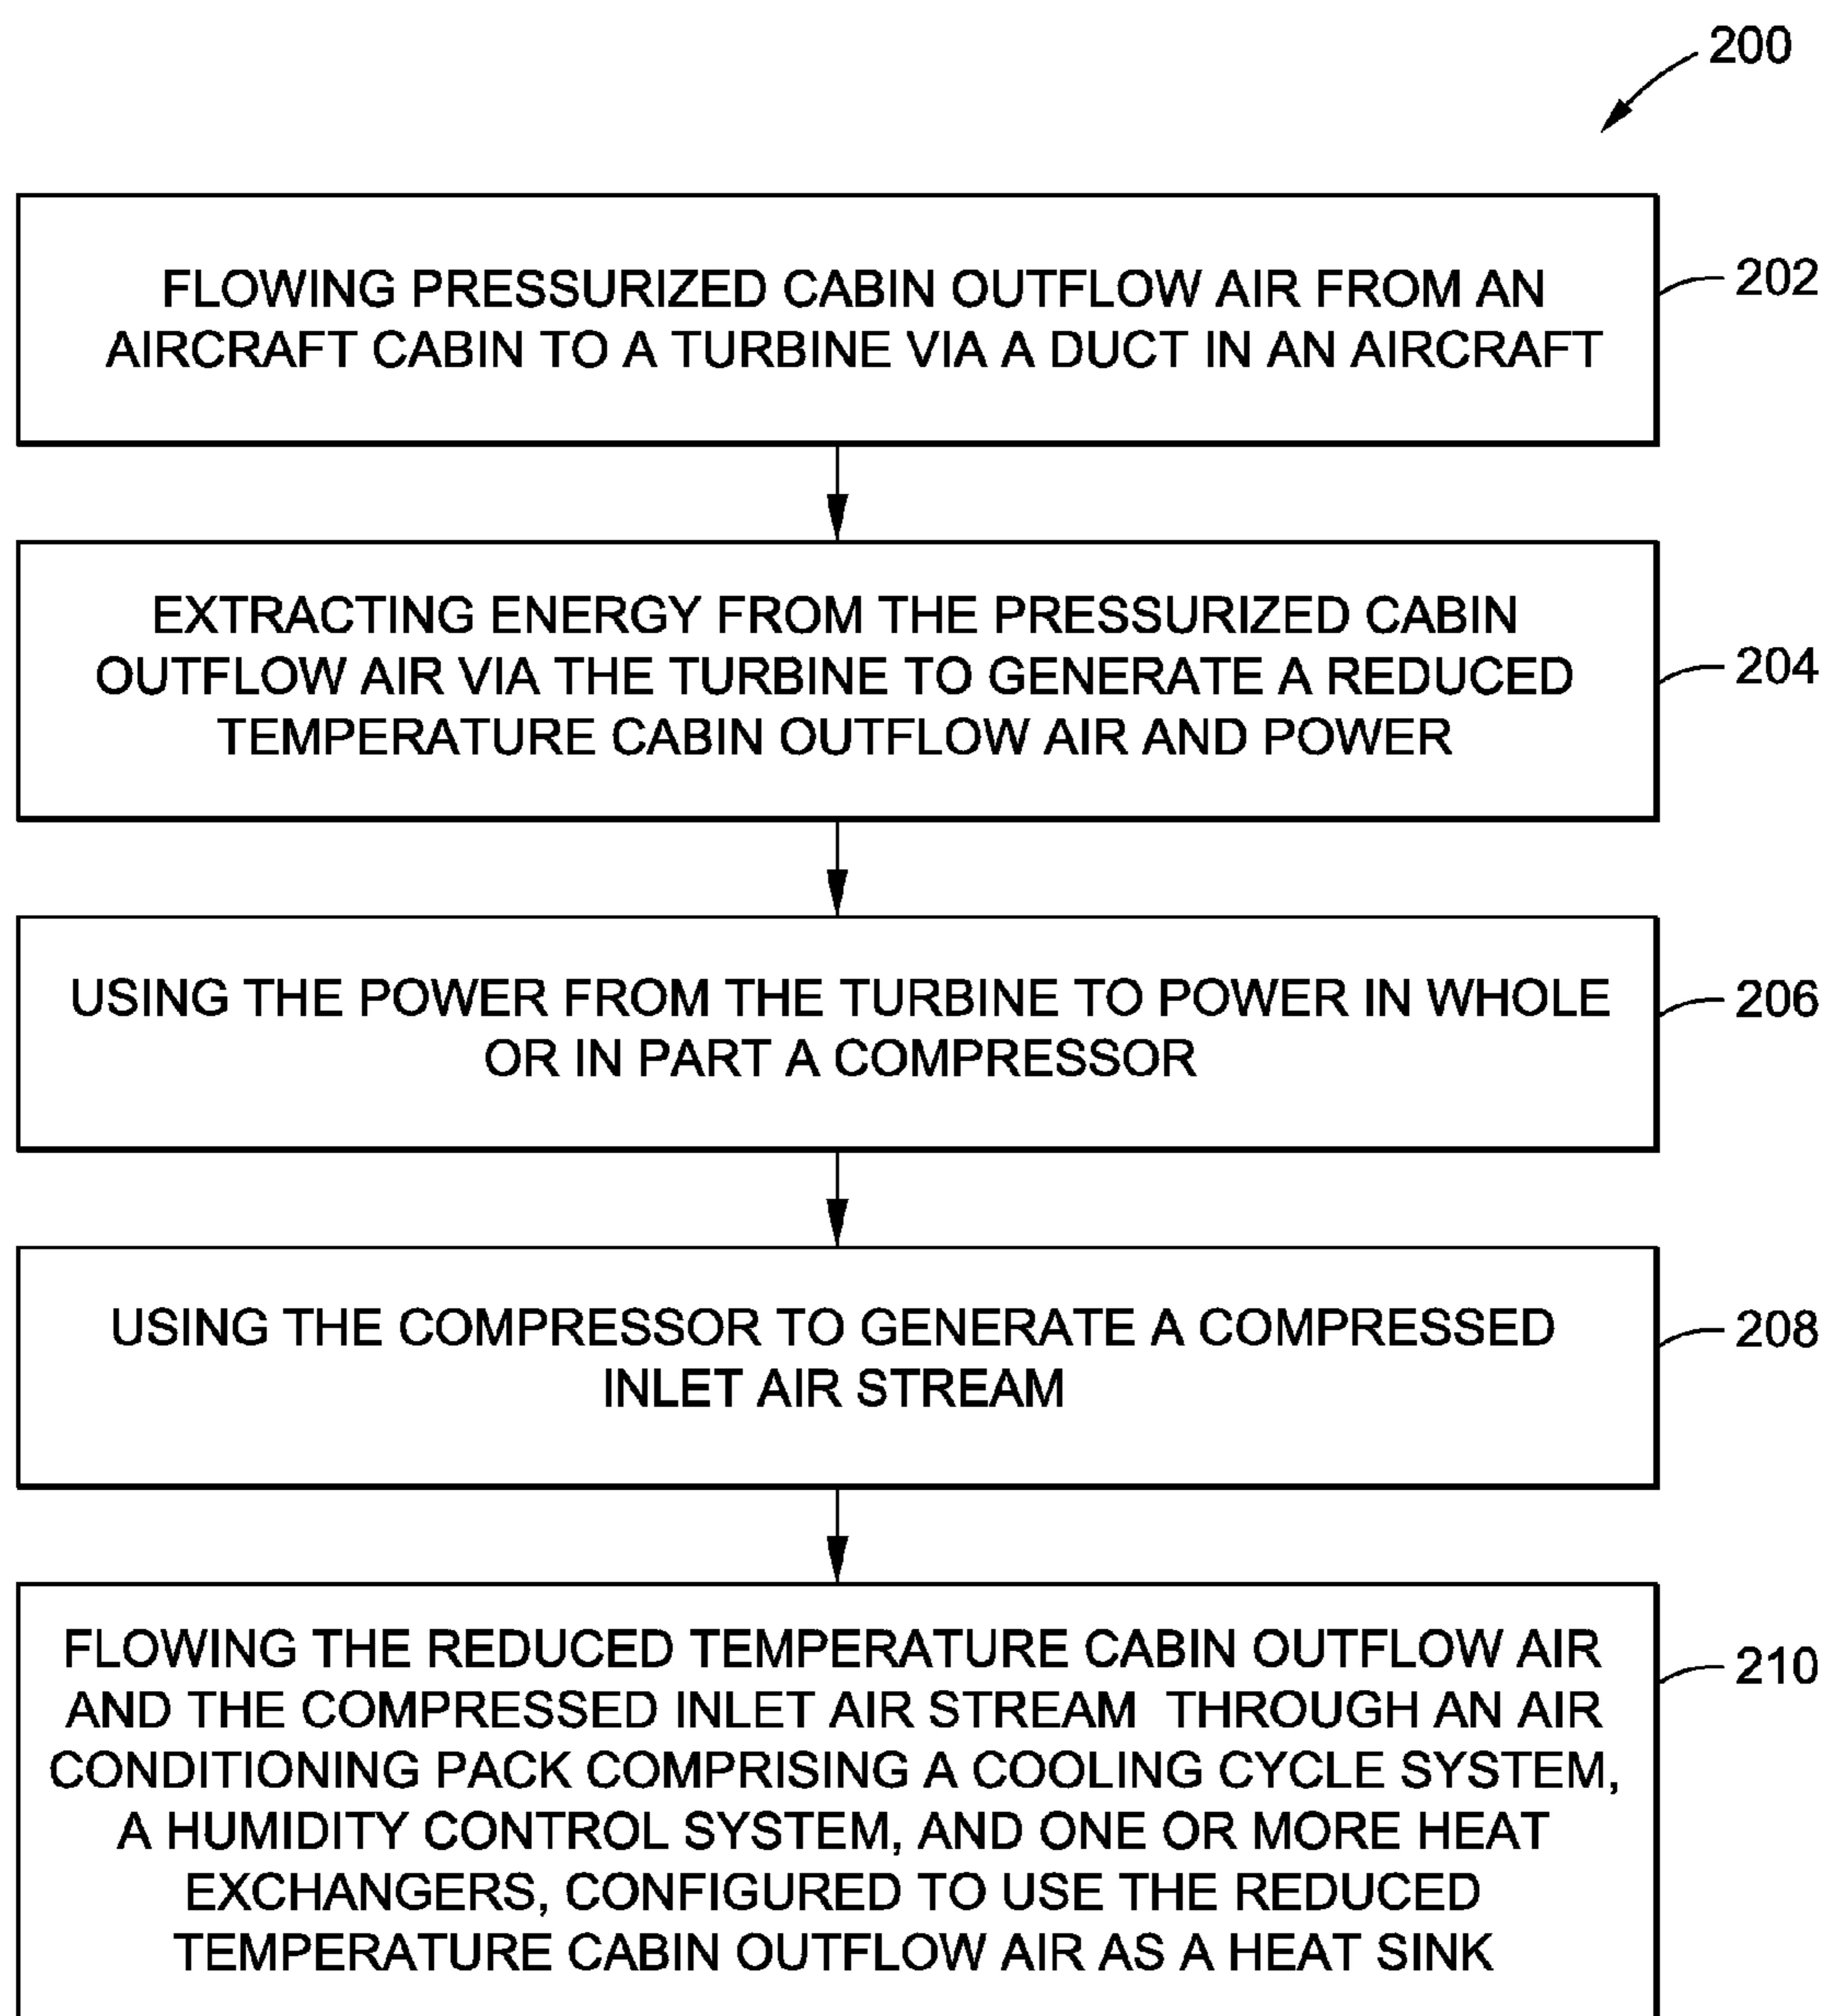 200
FLOWING PRESSURIZED CABIN OUTFLOW AIR FROM AN
AIRCRAFT CABIN TO A TURBINE VIA A DUCT IN AN AIRCRAFT
202
EXTRACTING ENERGY FROM THE PRESSURIZED CABIN
OUTFLOW AIR VIA THE TURBINE TO GENERATE A REDUCED
TEMPERATURE CABIN OUTFLOW AIR AND POWER
204
USING THE POWER FROM THE TURBINE TO POWER IN WHOLE
OR IN PART A COMPRESSOR
206
USING THE COMPRESSOR TO GENERATE A COMPRESSED
INLET AIR STREAM
208
FLOWING THE REDUCED TEMPERATURE CABIN OUTFLOW AIR
AND THE COMPRESSED INLET AIR STREAM THROUGH AN AIR
CONDITIONING PACK COMPRISING A COOLING CYCLE SYSTEM,
A HUMIDITY CONTROL SYSTEM, AND ONE OR MORE HEAT
EXCHANGERS, CONFIGURED TO USE THE REDUCED
TEMPERATURE CABIN OUTFLOW AIR AS A HEAT SINK
210